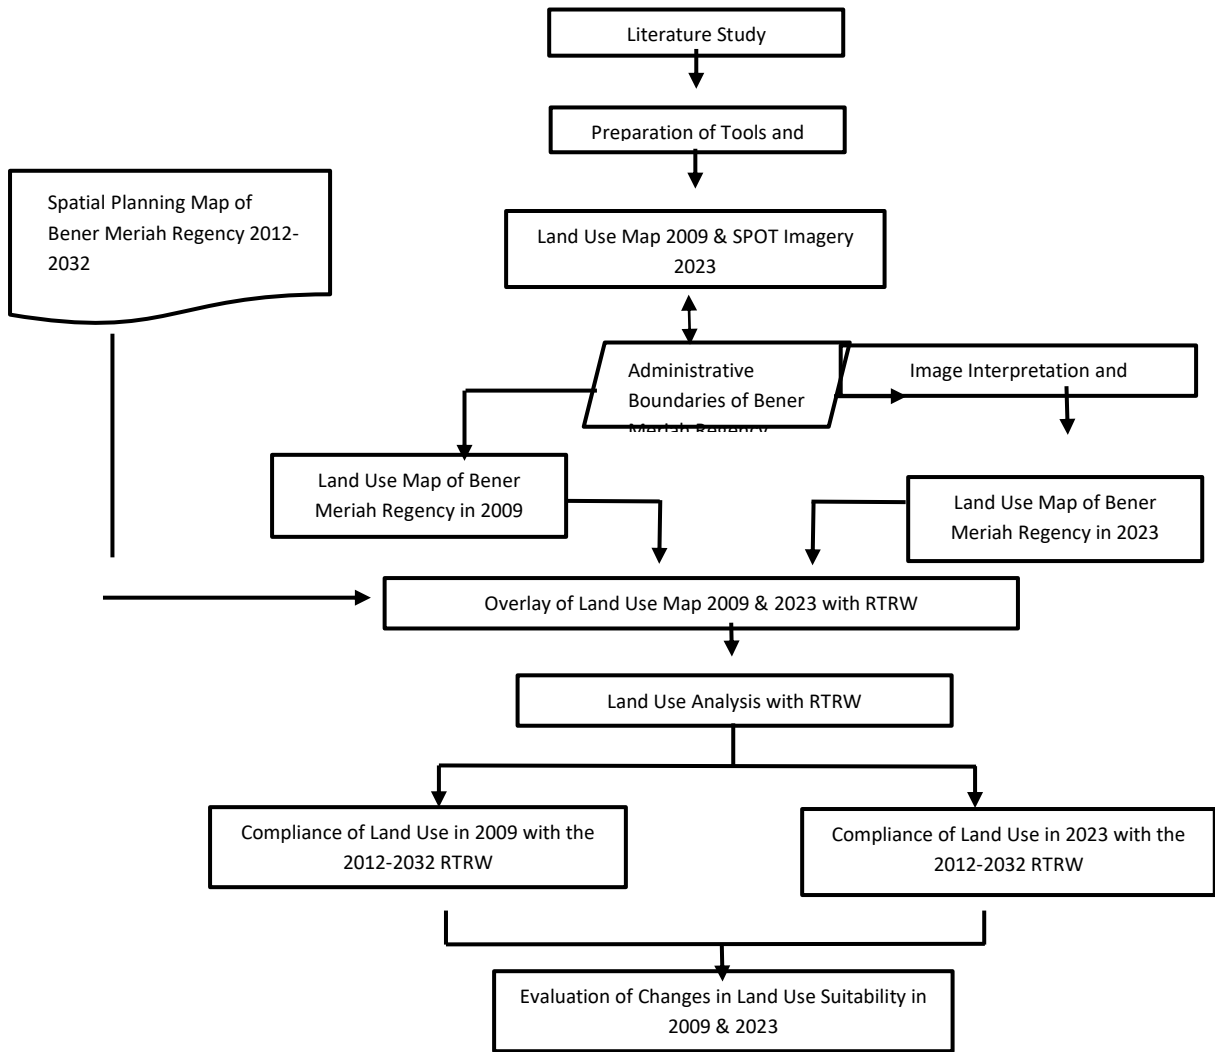 Literature Study
Preparation of Tools and
Spatial Planning Map of
Bener Meriah Regency 2012-
2032
Land Use Map 2009 & SPOT Imagery
2023
Administrative
Boundaries of Bener
Meriah Regency
Image Interpretation and
Land Use Map of Bener
Meriah Regency in 2009
Land Use Map of Bener
Meriah Regency in 2023
Overlay of Land Use Map 2009 & 2023 with RTRW
Land Use Analysis with RTRW
Compliance of Land Use in 2009 with the
2012-2032 RTRW
Compliance of Land Use in 2023 with the
2012-2032 RTRW
Evaluation of Changes in Land Use Suitability in
2009 & 2023